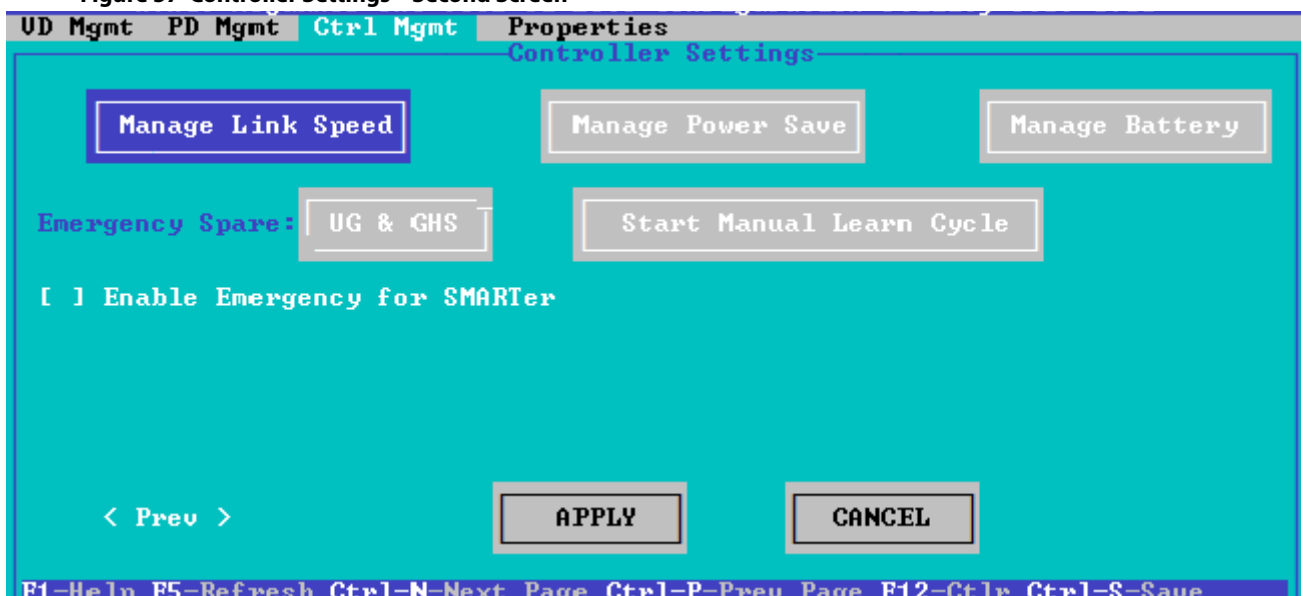 VD Mgmt PD Mgmt Ctrl Mgmt Properties
Controller Settings
Manage Link Speed Manage Power Save Manage Battery
Emergency Spare: UG & GHS Start Manual Learn Cycle
[ ] Enable Emergency for SMARTer
< Prev > APPLY CANCEL
F1-Help F5-Refresh Ctrl-N-Next Page Ctrl-P-Prev Page F12-Ctlr Ctrl-S-Save